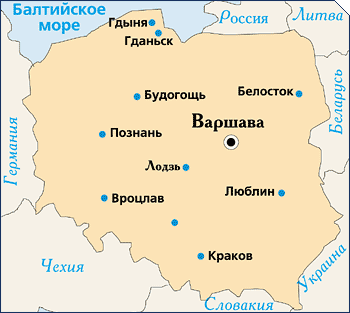 Балтийское
море
Гдыня
Гданьск
Россия
Литва
Будогощь
Белосток
Беларусь
Варшава
Познань
Германия
Лодзь
Люблин
Вроцлав
Краков
Чехия
Украина
Словакия